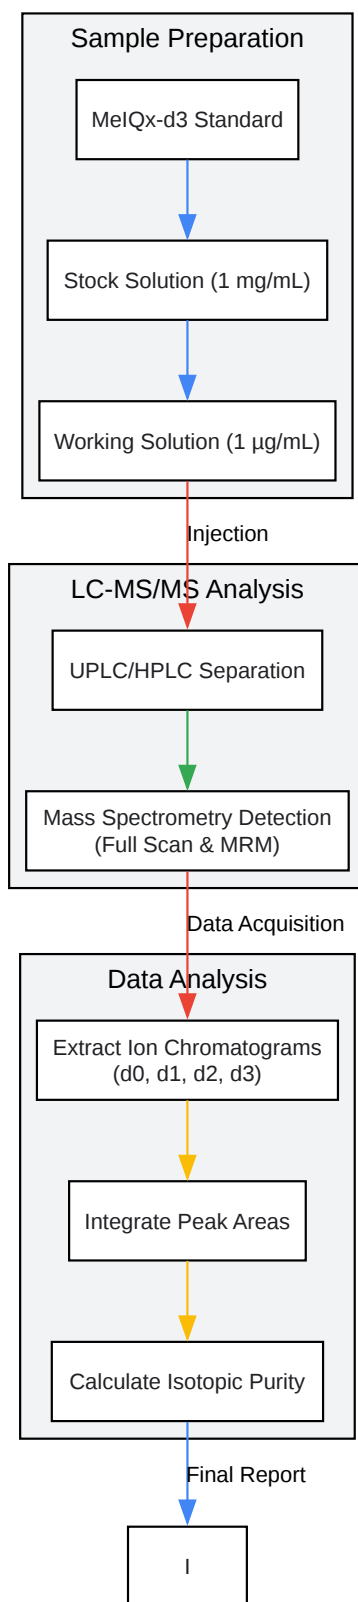 Sample Preparation
MeIQx-d3 Standard
Stock Solution (1 mg/mL)
Working Solution (1 µg/mL)
Injection
LC-MS/MS Analysis
UPLC/HPLC Separation
Mass Spectrometry Detection
(Full Scan & MRM)
Data Acquisition
Data Analysis
Extract Ion Chromatograms
(d0, d1, d2, d3)
Integrate Peak Areas
Calculate Isotopic Purity
Final Report
I